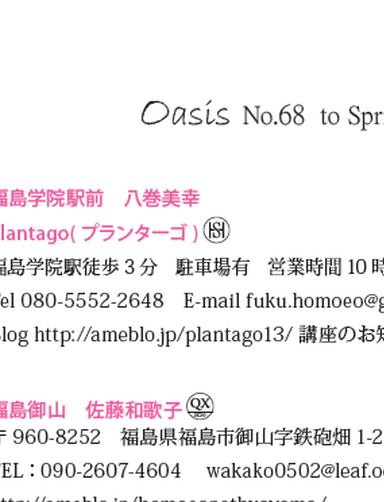 Oasis No.68 to Spri
福島学院駅前 八巻美幸
plantago( プランターゴ )
福島学院駅徒歩 3 分 駐車場有 営業時間 10 時
Tel 080-5552-2648 E-mail fuku.homoeo@g
Blog http://ameblo.jp/plantago13/ 講座のお知
福島御山 佐藤和歌子 QX
〒 960-8252 福島県福島市御山字鉄砲畑 1-2
TEL：090-2607-4604 wakako0502@leaf.o